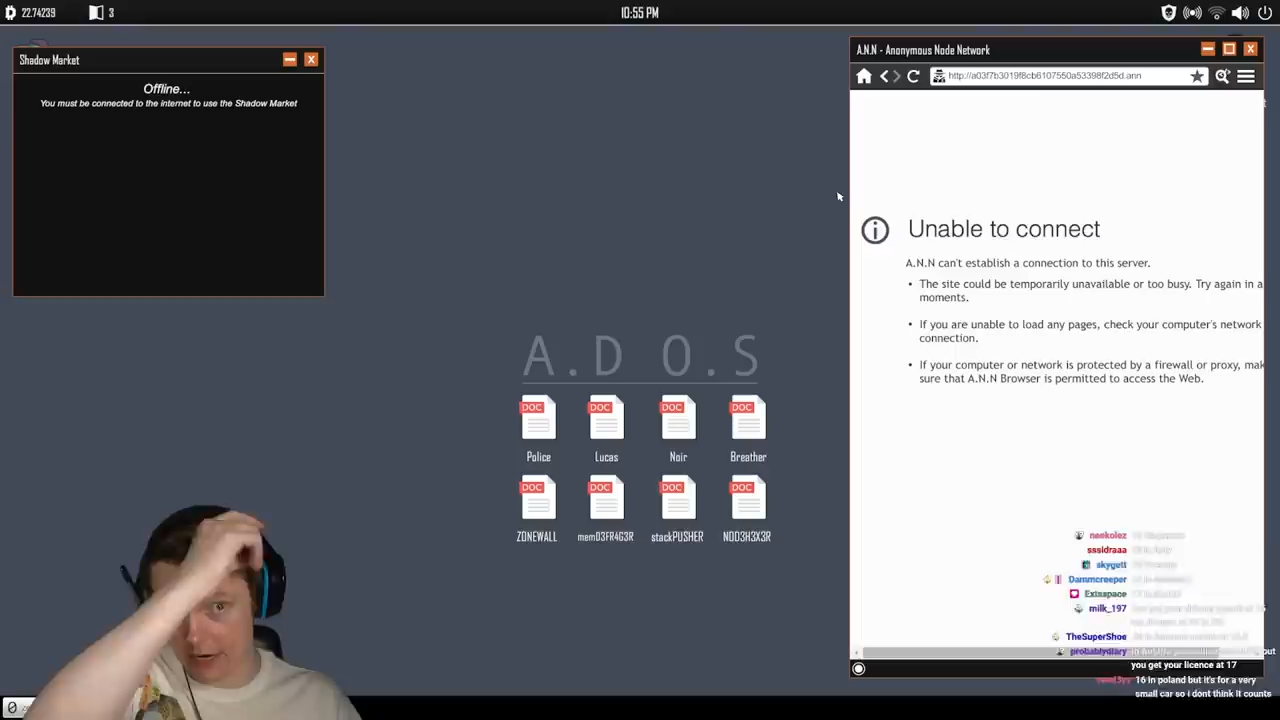 22.74239
3
10:55 PM
Shadow Market
Offline...
You must be connected to the internet to use the Shadow Market
A.N.N - Anonymous Node Network
http://a03f7b3019f8cb6107550a53398f2d5d.ann
Unable to connect
A.N.N can't establish a connection to this server.
• The site could be temporarily unavailable or too busy. Try again in a
moments.
• If you are unable to load any pages, check your computer's network
connection.
• If your computer or network is protected by a firewall or proxy, mak
sure that A.N.N Browser is permitted to access the Web.
A.D O.S
DOC DOC DOC DOC
Police Lucas Noir Breather
DOC DOC DOC DOC
ZONEWALL memD3FR4G3R stackPUSHER NOD3H3X3R
neekolez
sssidraaa
skygett
Dammcreeper
Exinspace
milk_197
TheSuperShoe
probablydiary
you get your licence at 17
16 in poland but it's for a very
small car so i dont think it counts